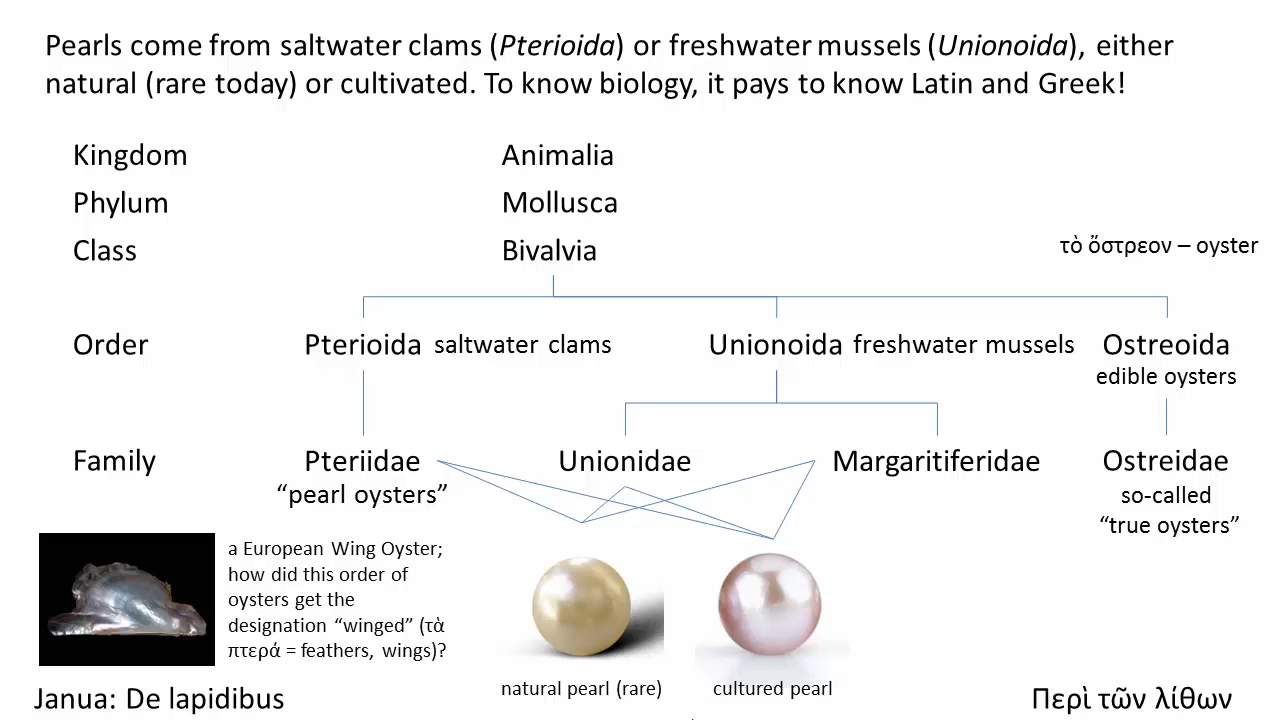 Pearls come from saltwater clams (Pterioida) or freshwater mussels (Unionoida), either
natural (rare today) or cultivated. To know biology, it pays to know Latin and Greek!
Kingdom Animalia
Phylum Mollusca
Class Bivalvia
τὸ ὄστρεον – oyster
Order Pterioida saltwater clams Unionoida freshwater mussels Ostreoida
edible oysters
Family Pteriidae Unionidae Margaritiferidae Ostreidae
“pearl oysters”
so-called
“true oysters”
a European Wing Oyster;
how did this order of
oysters get the
designation “winged” (τὰ
πτερά = feathers, wings)?
natural pearl (rare)
cultured pearl
Janua: De lapidibus
Περὶ τῶν λίθων